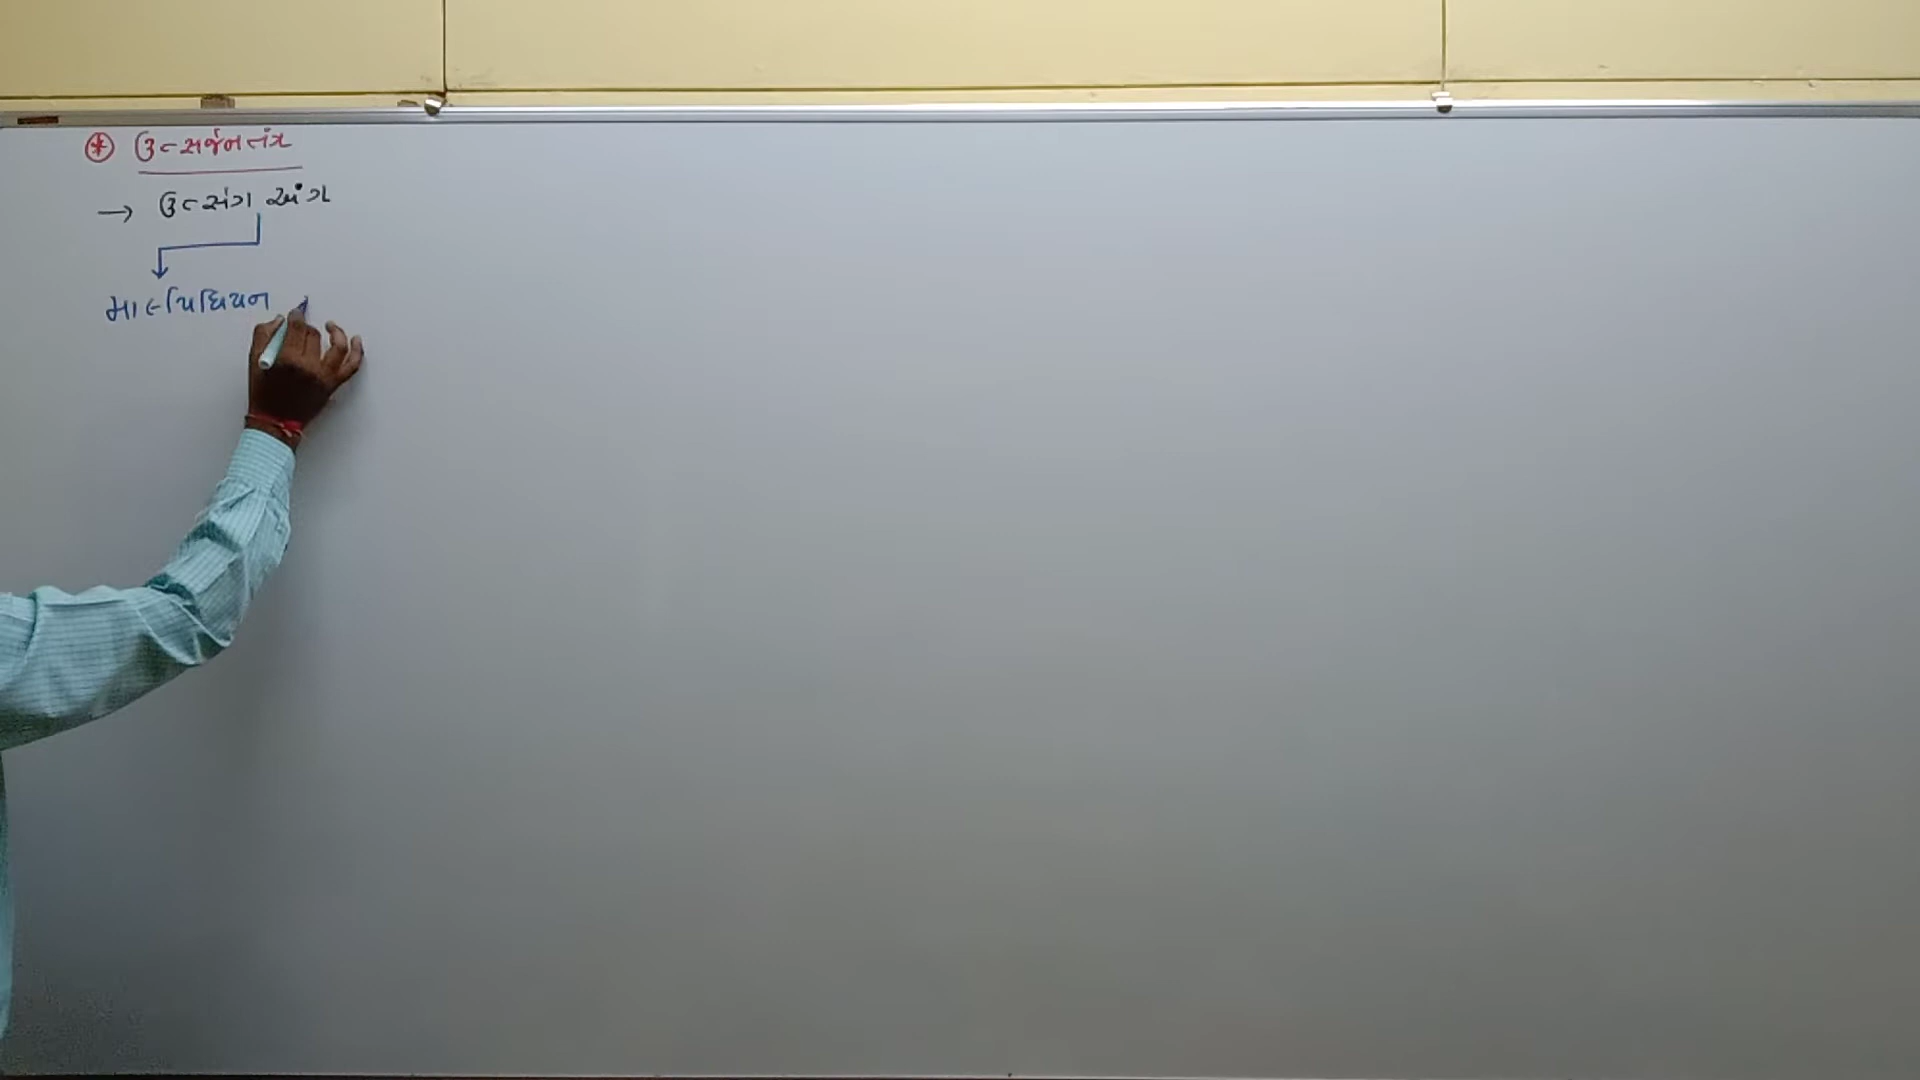 * ઉત્સર્જનતંત્ર
→ ઉત્સર્ગ અંગ
માલ્પિઘિયન